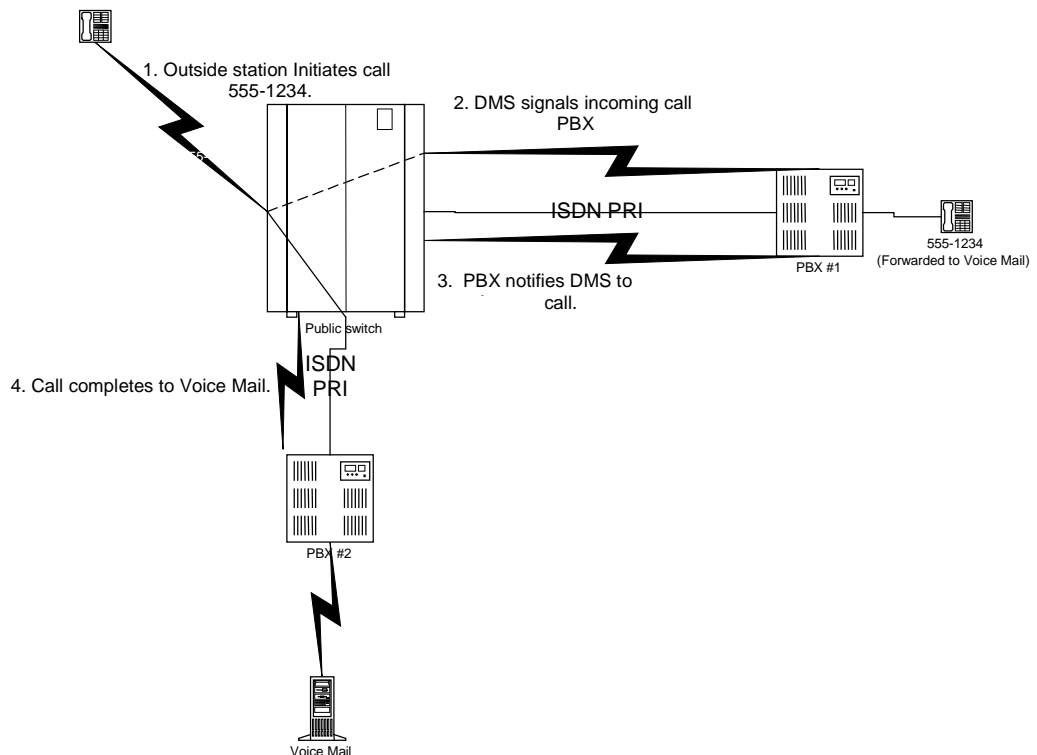 1. Outside station Initiates call
555-1234.
2. DMS signals incoming call
PBX
ISDN PRI
555-1234
(Forwarded to Voice Mail)
PBX #1
3. PBX notifies DMS to
call.
Public switch
ISDN
PRI
4. Call completes to Voice Mail.
PBX #2
Voice Mail